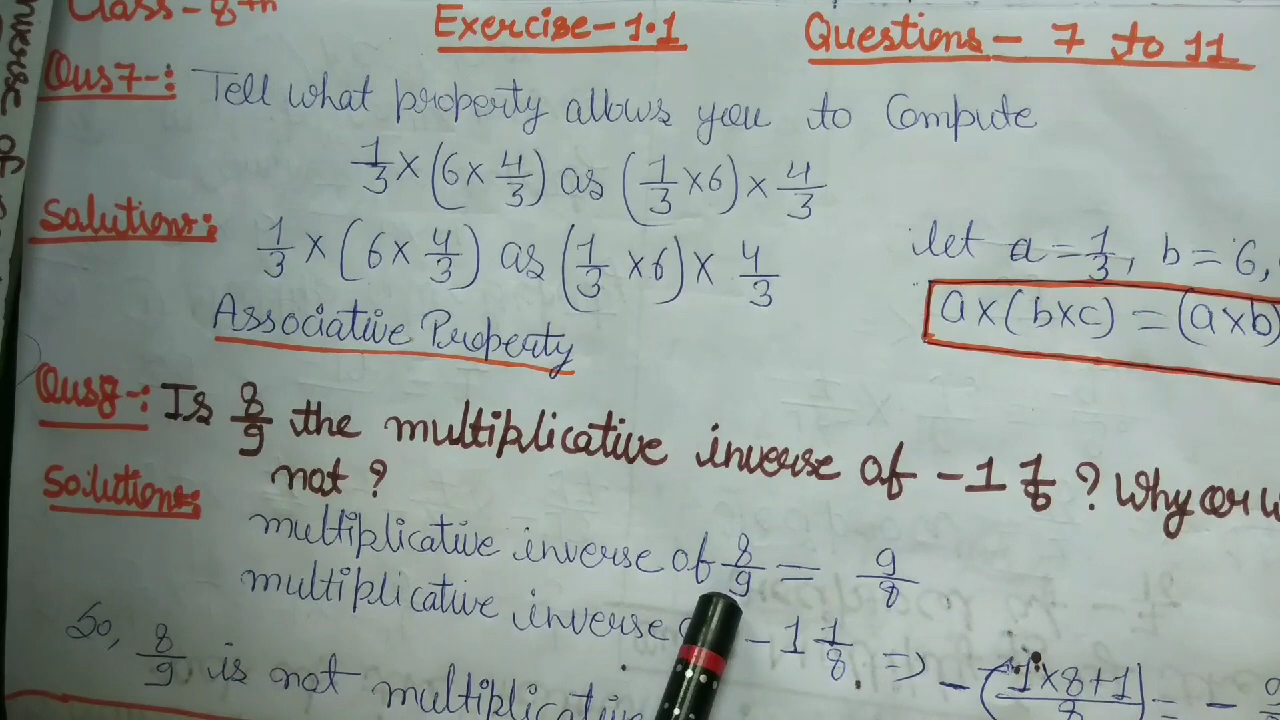 Class-8th
Exercise-1.1
Questions- 7 to 11
Qus7-: Tell what property allows you to Compute
1/3 × (6 × 4/3) as (1/3 × 6) × 4/3
Solution:
1/3 × (6 × 4/3) as (1/3 × 6) × 4/3
let a = 1/3, b = 6,
Associative Property
a×(b×c) = (a×b)
Qus8-: Is 8/9 the multiplicative inverse of -1 1/8 ? Why or
not ?
Solution:
multiplicative inverse of 8/9 = 9/8
multiplicative inverse -1 1/8 => -(1×8+1)/8 = -
So, 8/9 is not multiplicative
inverse of